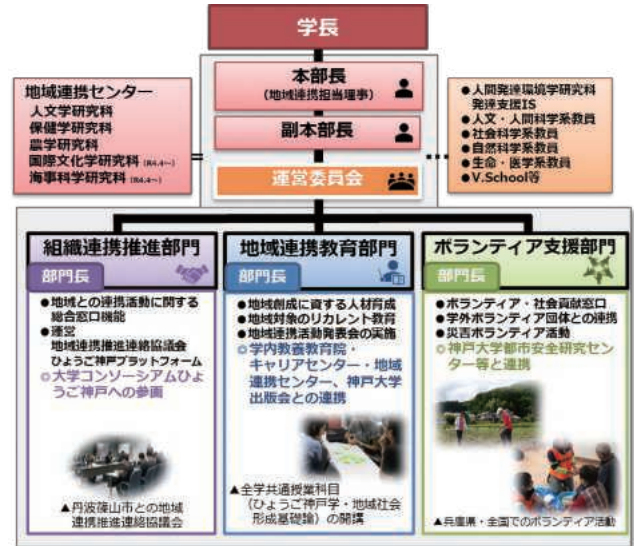 学長
本部長
（地域連携担当理事）
副本部長
運営委員会
地域連携センター
人文学研究科
保健学研究科
農学研究科
国際文化学研究科（R4.4～）
海事科学研究科（R4.4～）
=
●人間発達環境学研究科
発達支援IS
●人文・人間科学系教員
●社会科学系教員
●自然科学系教員
●生命・医学系教員
●V.School等
組織連携推進部門
部門長
●地域との連携活動に関する
総合窓口機能
●運営
地域連携推進連絡協議会
ひょうご神戸プラットフォーム
◎大学コンソーシアムひょ
うご神戸への参画
▲丹波篠山市との地域
連携推進連絡協議会
地域連携教育部門
部門長
●地域創成に資する人材育成
●地域対象のリカレント教育
●地域連携活動発表会の実施
◎学内教養教育院・
キャリアセンター・地域
連携センター、神戸大学
出版会との連携
▲全学共通授業科目
（ひょうご神戸学・地域社会
形成基礎論）の開講
ボランティア支援部門
部門長
●ボランティア・社会貢献窓口
●学外ボランティア団体との連携
●災害ボランティア活動
◎神戸大学都市安全研究セン
ター等と連携
▲兵庫県・全国でのボランティア活動